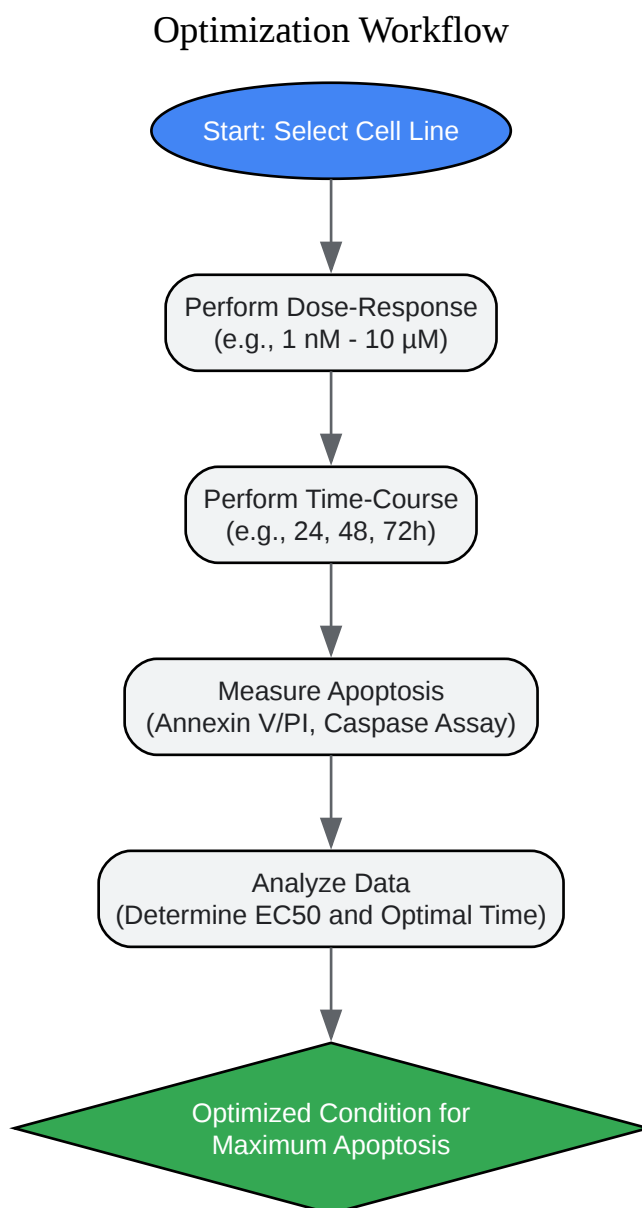 Optimization Workflow
Start: Select Cell Line
Perform Dose-Response
(e.g., 1 nM - 10 µM)
Perform Time-Course
(e.g., 24, 48, 72h)
Measure Apoptosis
(Annexin V/PI, Caspase Assay)
Analyze Data
(Determine EC50 and Optimal Time)
Optimized Condition for
Maximum Apoptosis